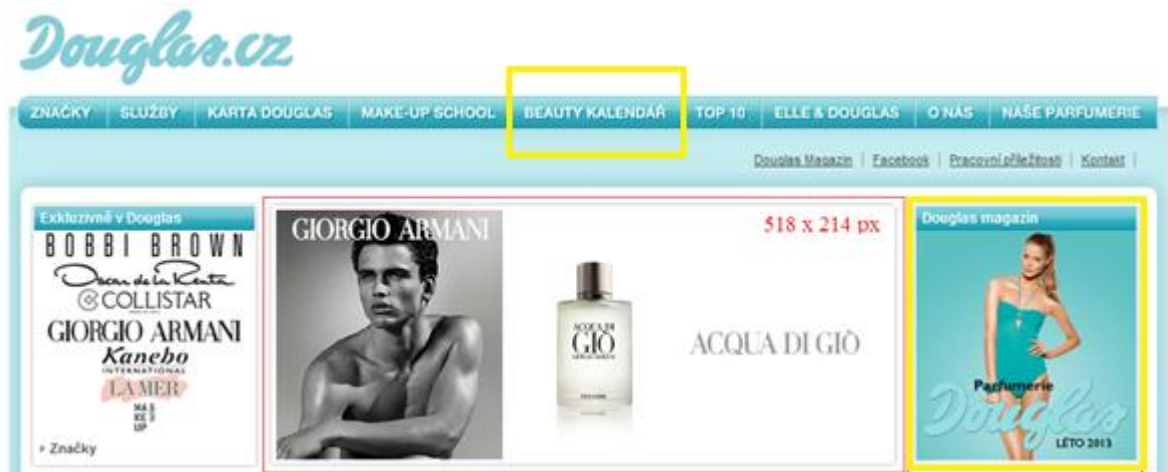 Douglas.cz
ZNAČKY SLUŽBY KARTA DOUGLAS MAKE-UP SCHOOL BEAUTY KALENDÁŘ TOP 10 ELLE & DOUGLAS O NÁS NAŠE PARFUMERIE
Douglas Magazin | Facebook | Pracovní příležitosti | Kontakt |
Exkluzivně v Douglas
BOBBI BROWN
Oscar de la Renta
COLLISTAR
GIORGIO ARMANI
Kanebo
INTERNATIONAL
LA MER
MA
KE
UP
Značky
GIORGIO ARMANI
518 x 214 px
ACQUA DI
GIÒ
GIORGIO ARMANI
ACQUA DI GIÒ
Douglas magazin
Parfumerie
Douglas
LÉTO 2013